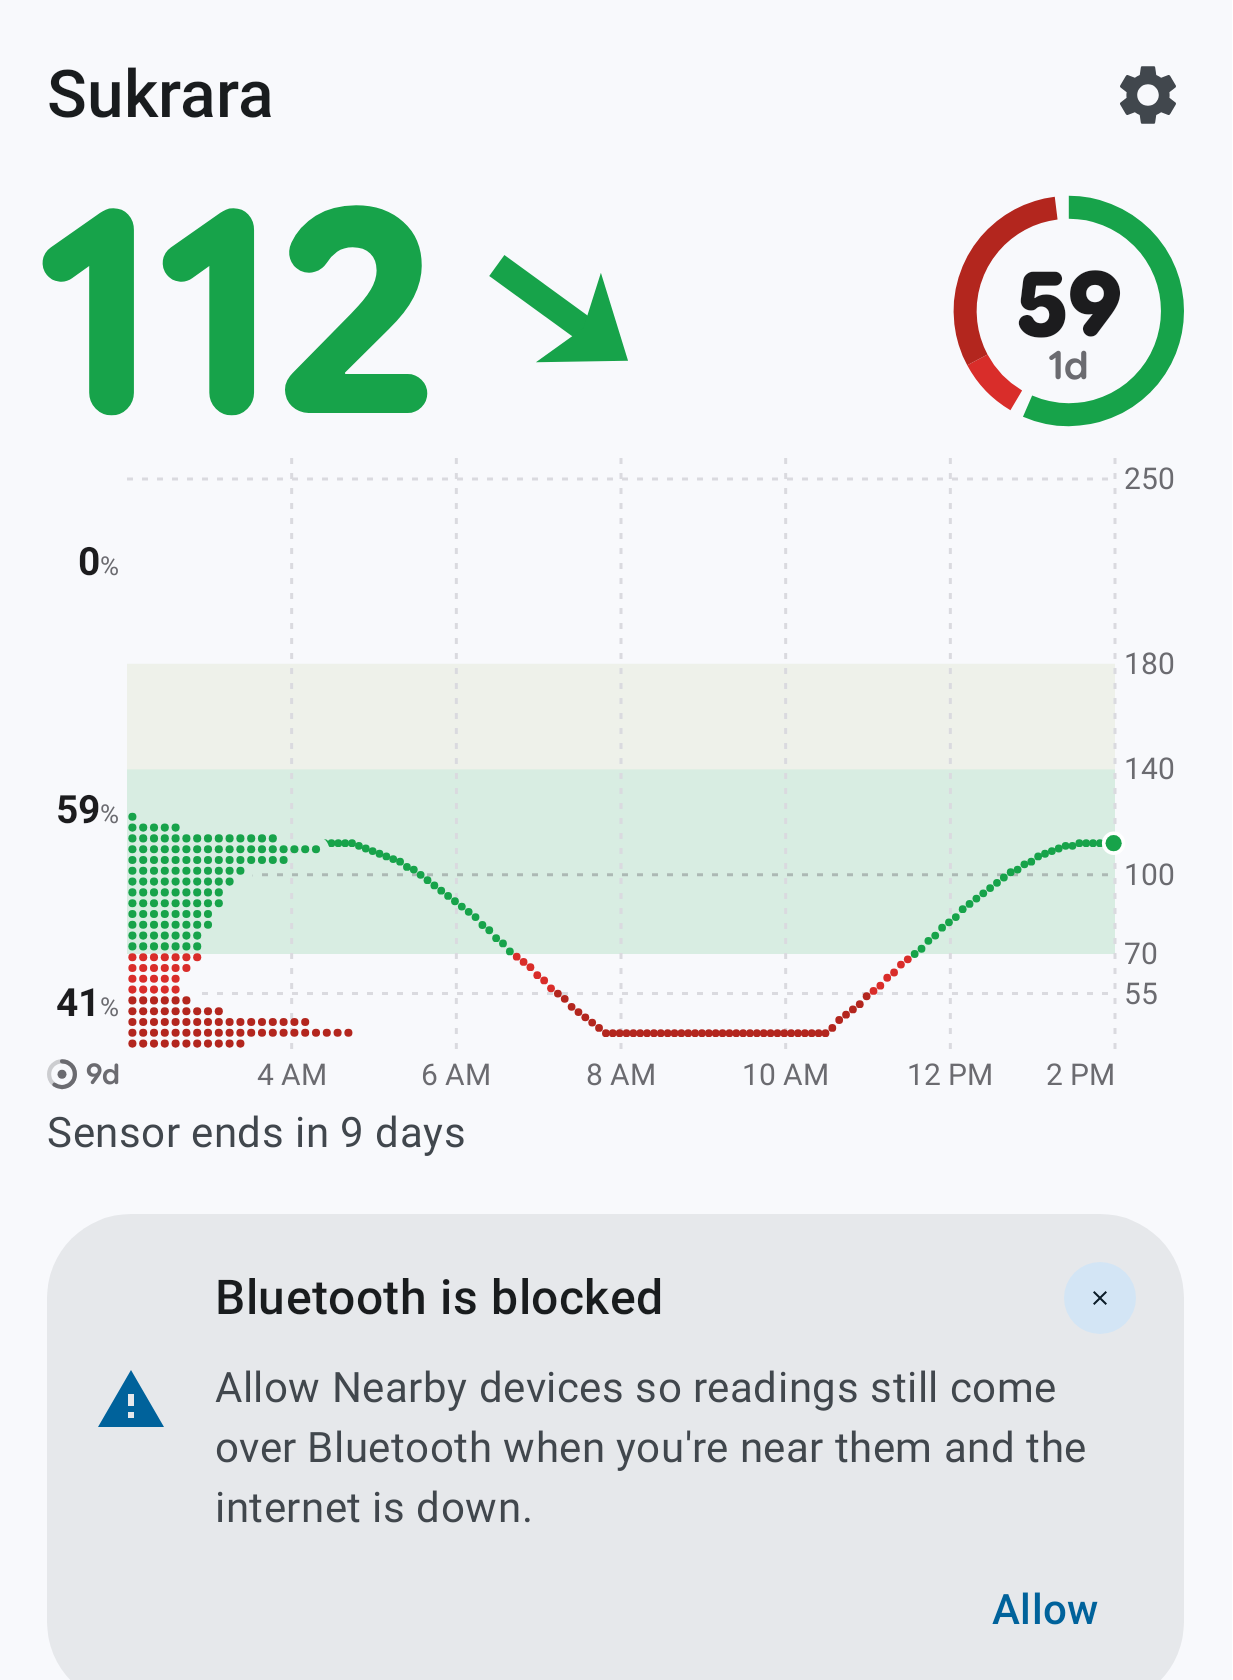 Sukrara
112
59
1d
250
0%
180
140
59%
100
70
41%
55
9d
4 AM
6 AM
8 AM
10 AM
12 PM
2 PM
Sensor ends in 9 days
Bluetooth is blocked
Allow Nearby devices so readings still come
over Bluetooth when you're near them and the
internet is down.
Allow